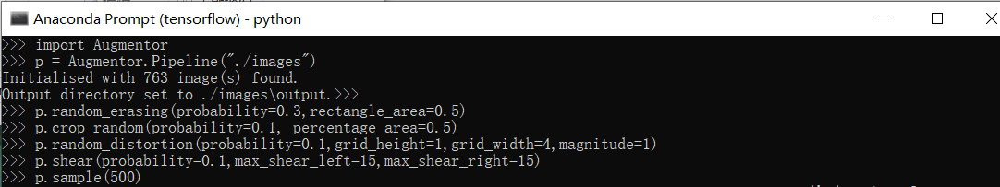 Anaconda Prompt (tensorflow) - python
>>> import Augmentor
>>> p = Augmentor.Pipeline("./images")
Initialised with 763 image(s) found.
Output directory set to ./images\output.>>>
>>> p.random_erasing(probability=0.3,rectangle_area=0.5)
>>> p.crop_random(probability=0.1, percentage_area=0.5)
>>> p.random_distortion(probability=0.1,grid_height=1,grid_width=4,magnitude=1)
>>> p.shear(probability=0.1,max_shear_left=15,max_shear_right=15)
>>> p.sample(500)